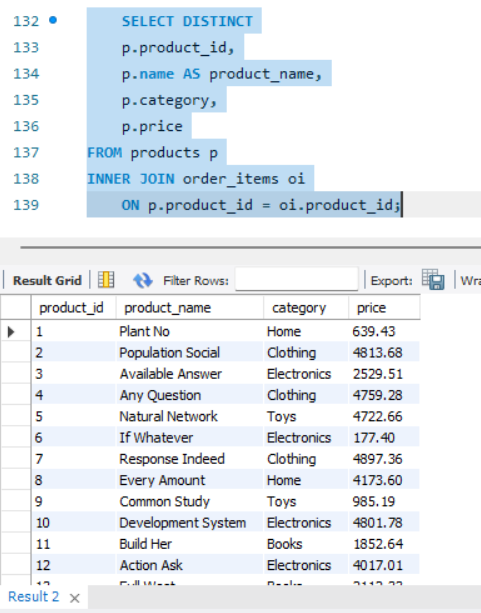 132 SELECT DISTINCT
133 p.product_id,
134 p.name AS product_name,
135 p.category,
136 p.price
137 FROM products p
138 INNER JOIN order_items oi
139 ON p.product_id = oi.product_id;
Result Grid Filter Rows: Export: Wra
product_id product_name category price
1 Plant No Home 639.43
2 Population Social Clothing 4813.68
3 Available Answer Electronics 2529.51
4 Any Question Clothing 4759.28
5 Natural Network Toys 4722.66
6 If Whatever Electronics 177.40
7 Response Indeed Clothing 4897.36
8 Every Amount Home 4173.60
9 Common Study Toys 985.19
10 Development System Electronics 4801.78
11 Build Her Books 1852.64
12 Action Ask Electronics 4017.01
Result 2